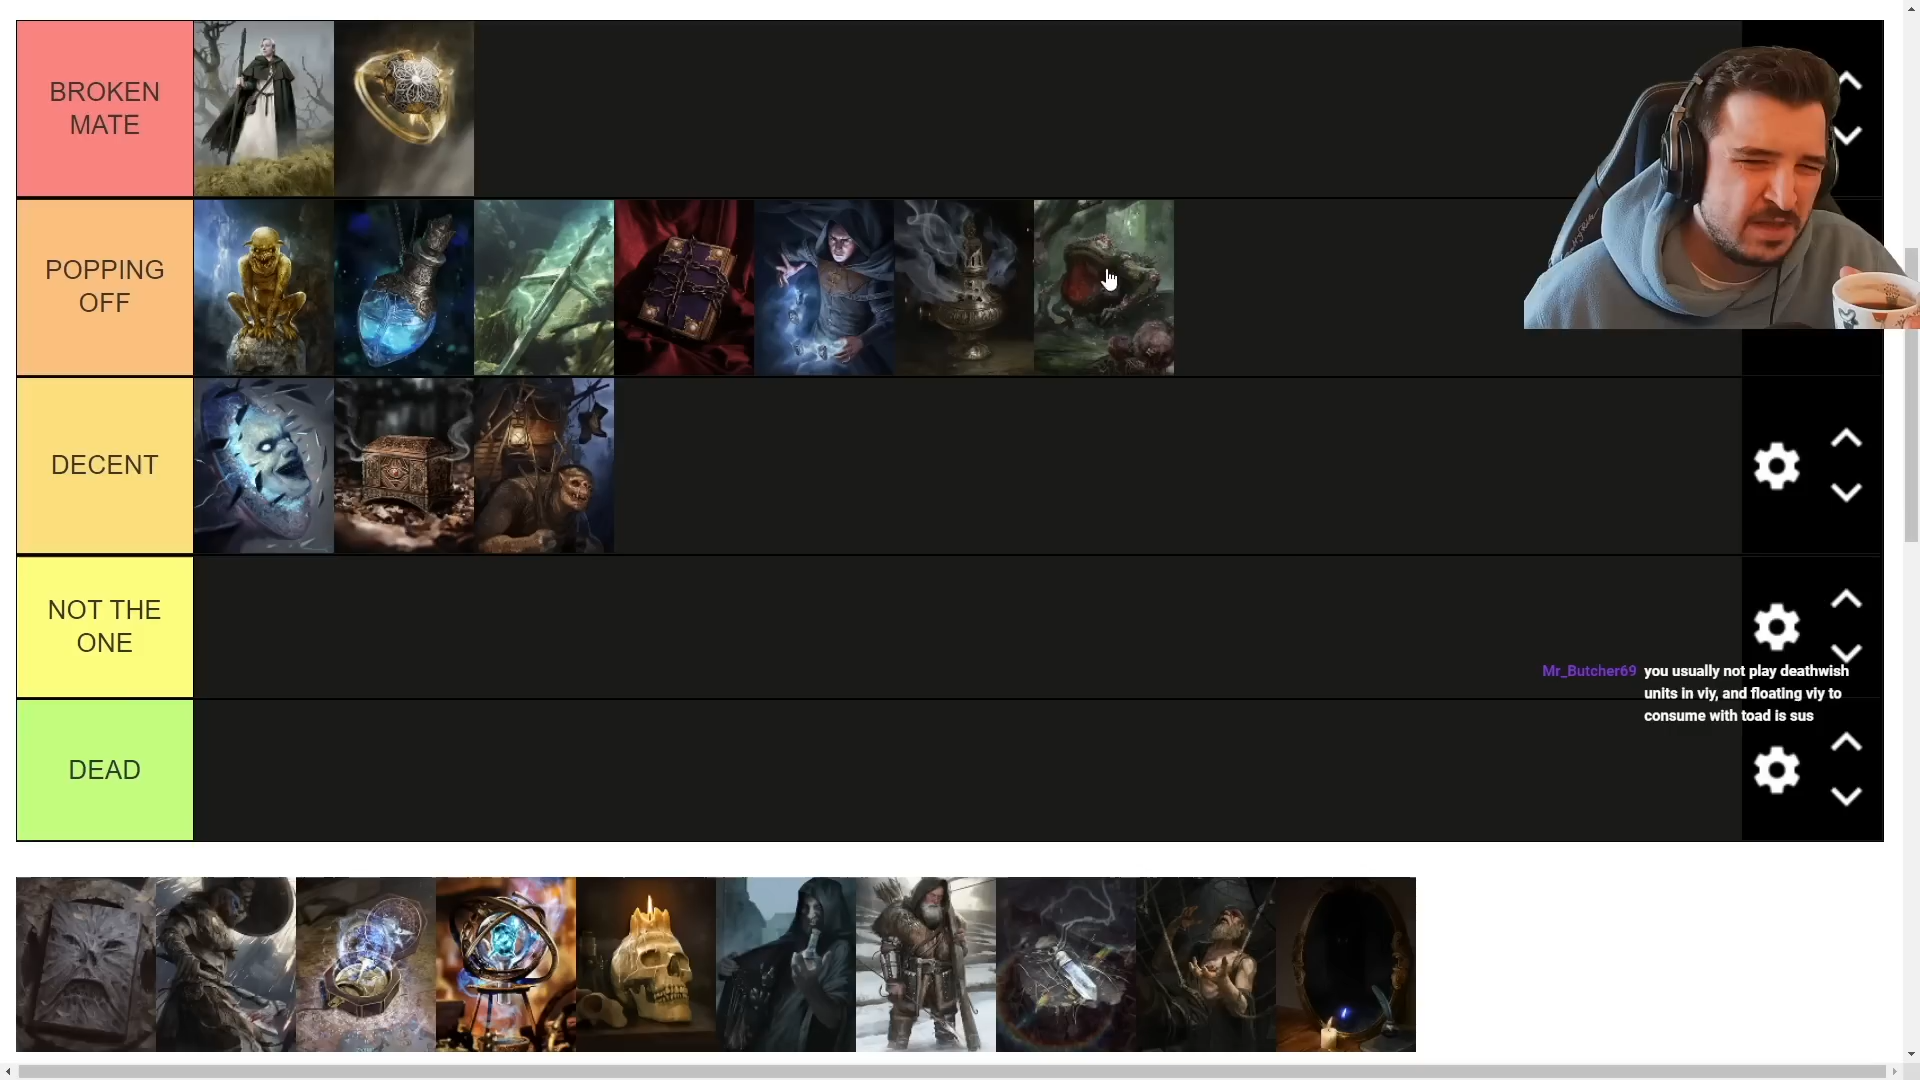 BROKEN
MATE
POPPING
OFF
DECENT
NOT THE
ONE
Mr_Butcher69 you usually not play deathwish
units in viy, and floating viy to
consume with toad is sus
DEAD